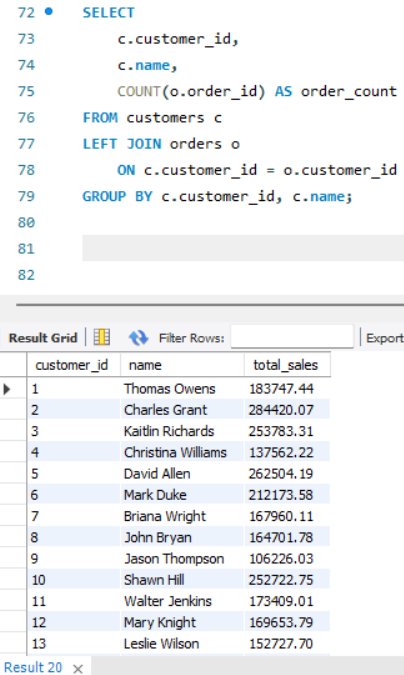 72 SELECT
73 c.customer_id,
74 c.name,
75 COUNT(o.order_id) AS order_count
76 FROM customers c
77 LEFT JOIN orders o
78 ON c.customer_id = o.customer_id
79 GROUP BY c.customer_id, c.name;
80
81
82
Result Grid Filter Rows: Export
customer_id name total_sales
1 Thomas Owens 183747.44
2 Charles Grant 284420.07
3 Kaitlin Richards 253783.31
4 Christina Williams 137562.22
5 David Allen 262504.19
6 Mark Duke 212173.58
7 Briana Wright 167960.11
8 John Bryan 164701.78
9 Jason Thompson 106226.03
10 Shawn Hill 252722.75
11 Walter Jenkins 173409.01
12 Mary Knight 169653.79
13 Leslie Wilson 152727.70
Result 20